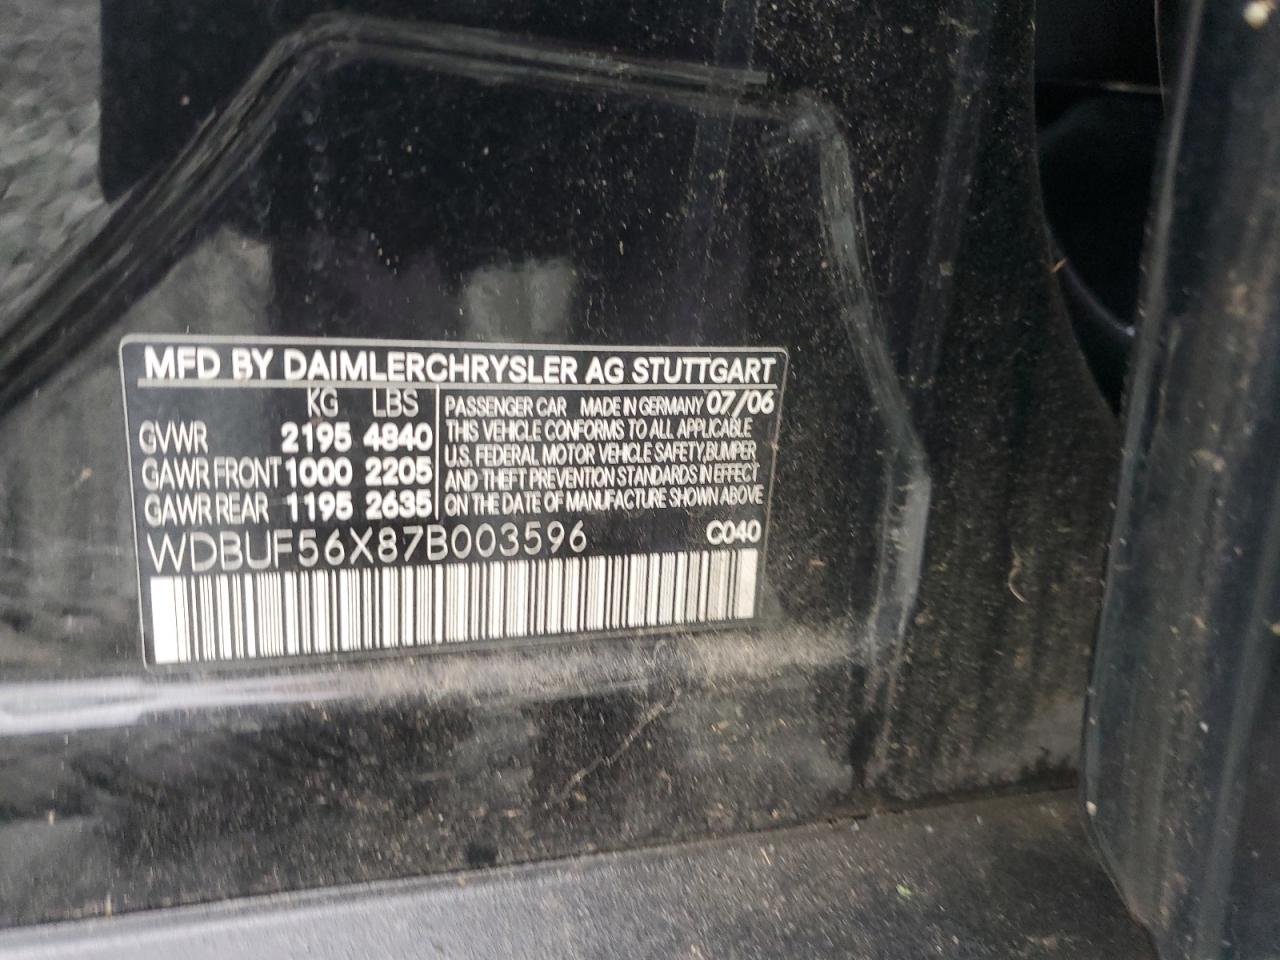 MFD BY DAIMLERCHRYSLER AG STUTTGART
KG LBS
GVWR 2195 4840
GAWR FRONT 1000 2205
GAWR REAR 1195 2635
PASSENGER CAR MADE IN GERMANY 07/06
THIS VEHICLE CONFORMS TO ALL APPLICABLE
U.S. FEDERAL MOTOR VEHICLE SAFETY, BUMPER
AND THEFT PREVENTION STANDARDS IN EFFECT
ON THE DATE OF MANUFACTURE SHOWN ABOVE
WDBUF56X87B003596 C040